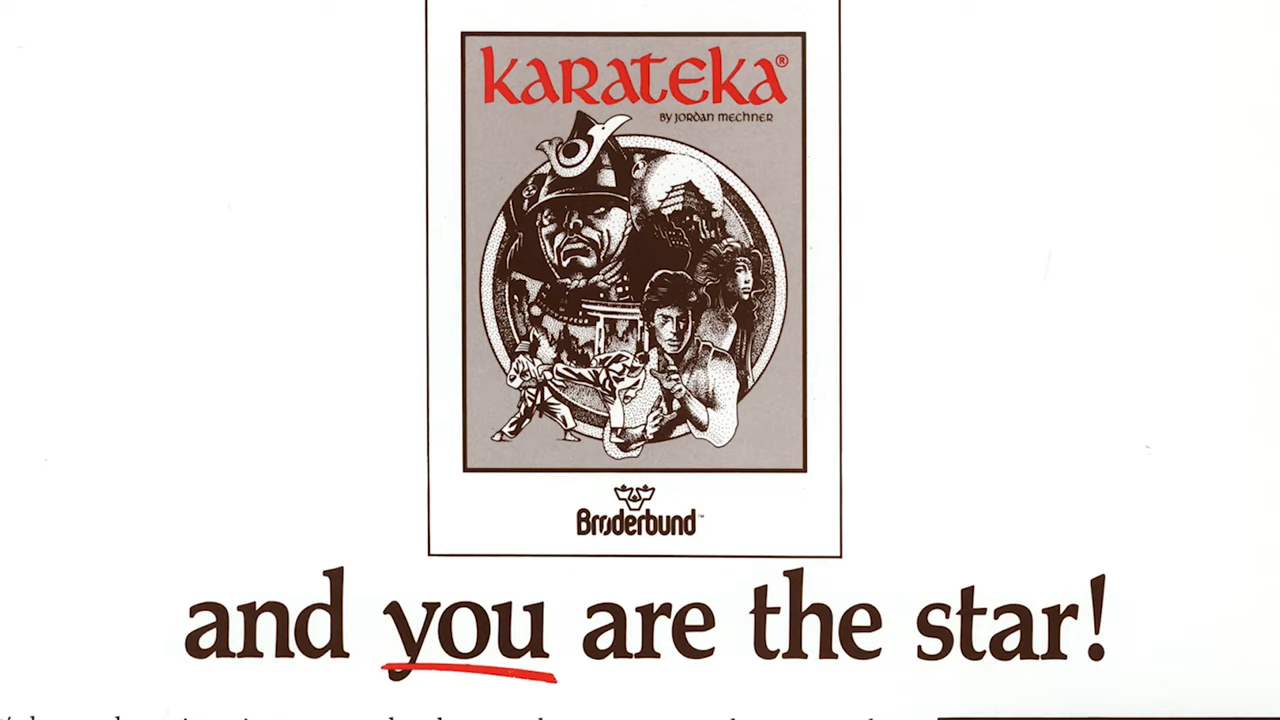 KARATEKA®
BY JORDAN MECHNER
Brøderbund™
and you are the star!